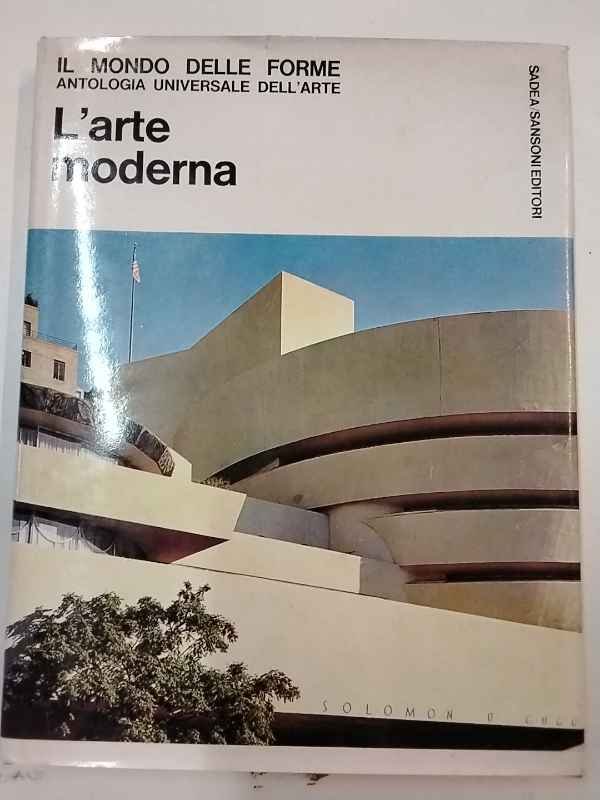 IL MONDO DELLE FORME
ANTOLOGIA UNIVERSALE DELL'ARTE
L'arte
moderna
SADEA/SANSONI EDITORI
SOLOMON